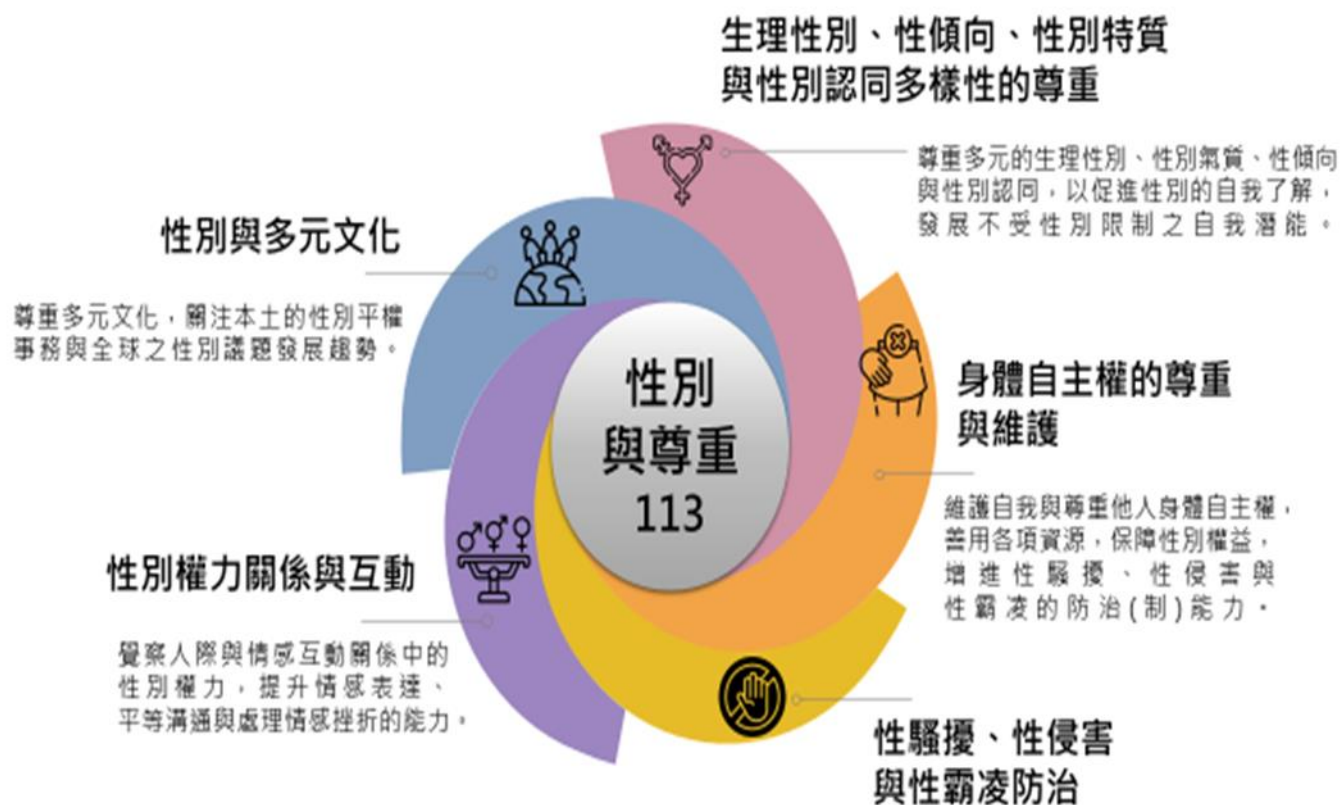 生理性別、性傾向、性別特質
與性別認同多樣性的尊重
尊重多元的生理性別、性別氣質、性傾向
與性別認同，以促進性別的自我了解，
發展不受性別限制之自我潛能。
性別與多元文化
尊重多元文化，關注本土的性別平權
事務與全球之性別議題發展趨勢。
性別
與尊重
113
身體自主權的尊重
與維護
維護自我與尊重他人身體自主權，
善用各項資源，保障性別權益，
增進性騷擾、性侵害與
性霸凌的防治(制)能力。
性別權力關係與互動
覺察人際與情感互動關係中的
性別權力，提升情感表達、
平等溝通與處理情感挫折的能力。
性騷擾、性侵害
與性霸凌防治